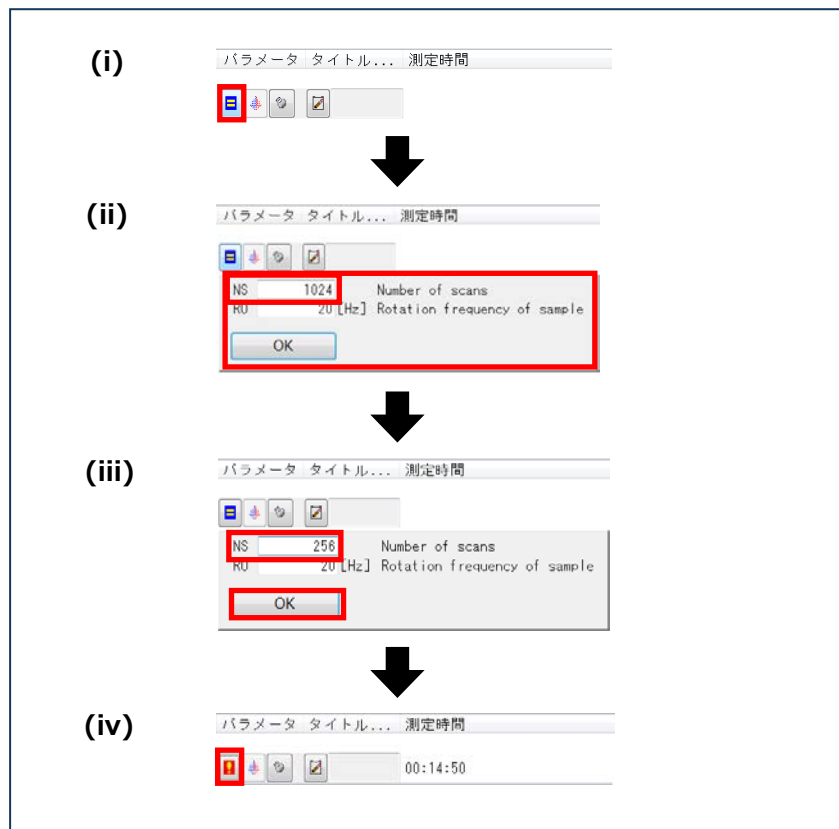 (i)
パラメータ タイトル... 測定時間
(ii)
パラメータ タイトル... 測定時間
NS 1024 Number of scans
RO 20 [Hz] Rotation frequency of sample
OK
(iii)
パラメータ タイトル... 測定時間
NS 256 Number of scans
RO 20 [Hz] Rotation frequency of sample
OK
(iv)
パラメータ タイトル... 測定時間
00:14:50